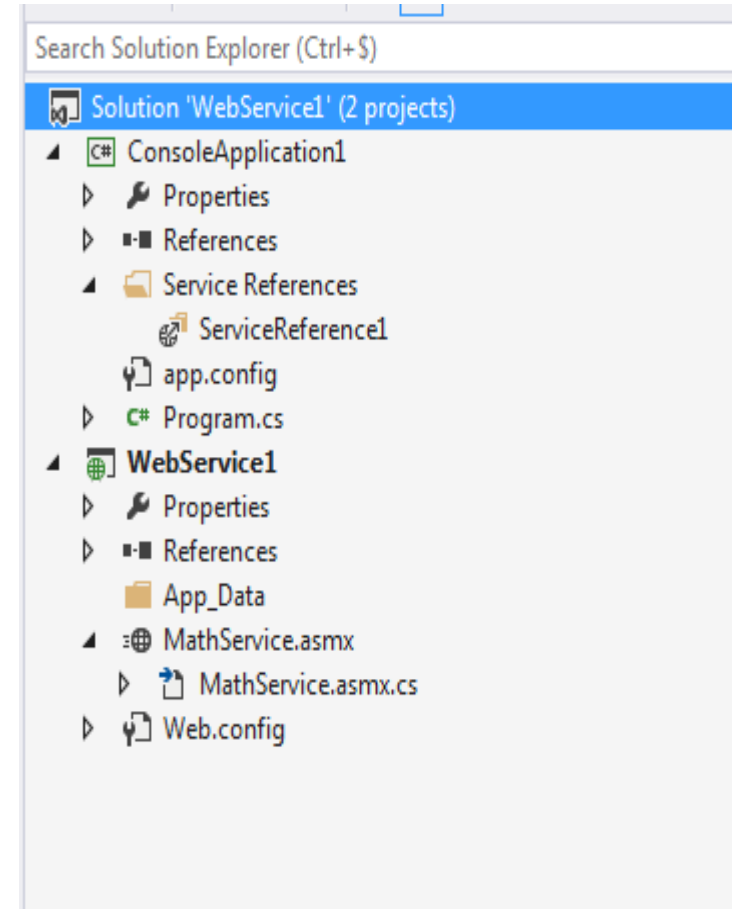 Search Solution Explorer (Ctrl+$)
Solution 'WebService1' (2 projects)
C# ConsoleApplication1
Properties
References
Service References
ServiceReference1
app.config
C# Program.cs
WebService1
Properties
References
App_Data
MathService.asmx
MathService.asmx.cs
Web.config